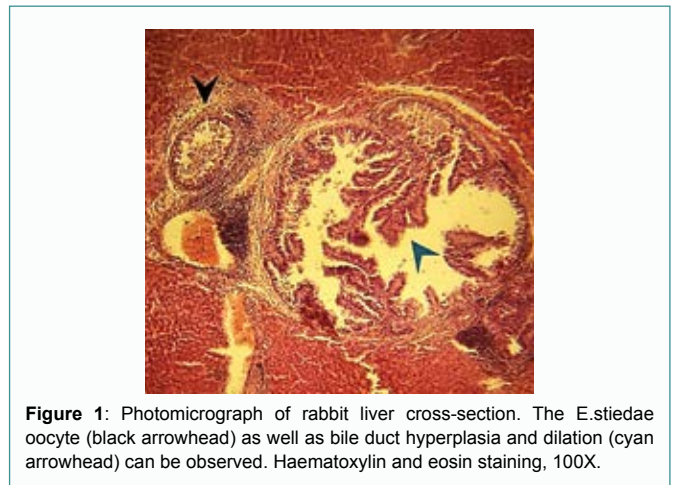 Figure 1: Photomicrograph of rabbit liver cross-section. The E.stiedae
oocyte (black arrowhead) as well as bile duct hyperplasia and dilation (cyan
arrowhead) can be observed. Haematoxylin and eosin staining, 100X.